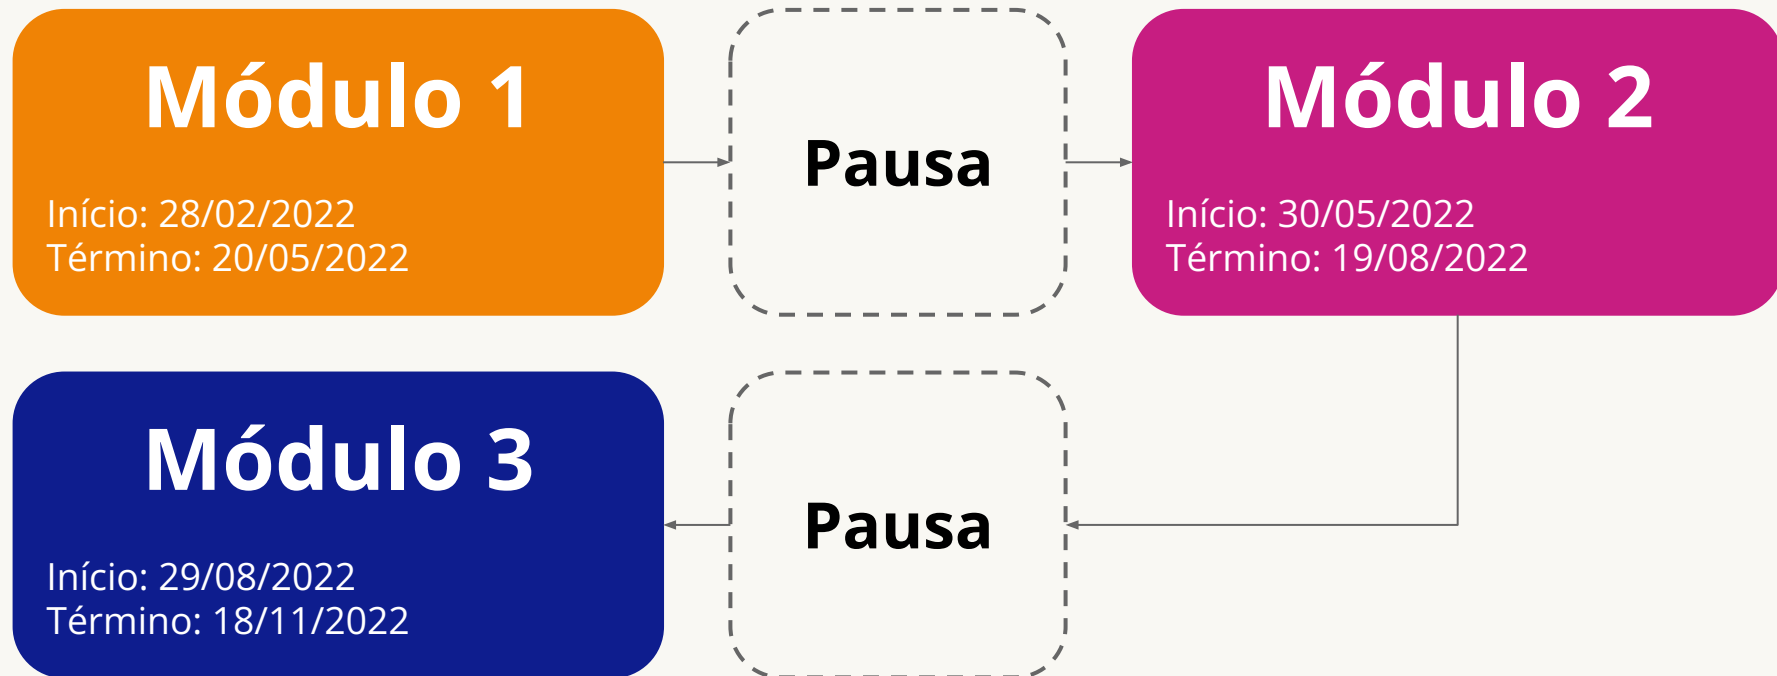 Módulo 1
Início: 28/02/2022
Término: 20/05/2022
Pausa
Módulo 2
Início: 30/05/2022
Término: 19/08/2022
Pausa
Módulo 3
Início: 29/08/2022
Término: 18/11/2022